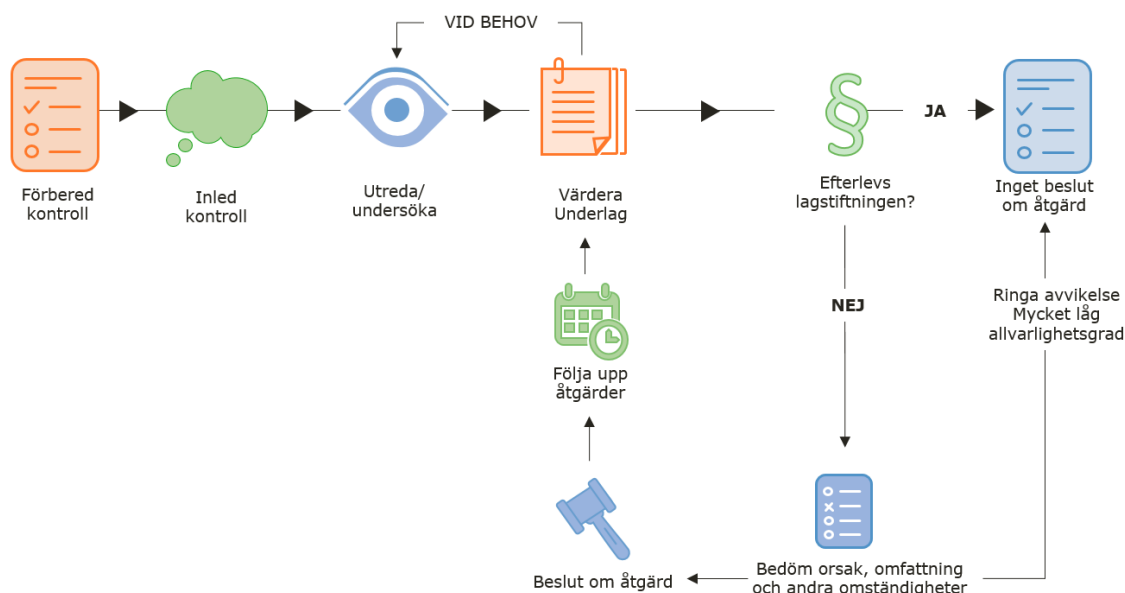 VID BEHOV
Förbered
kontroll
Inled
kontroll
Utreda/
undersöka
Värdera
Underlag
Efterlevs
lagstiftningen?
JA
Inget beslut
om åtgärd
NEJ
Ringa avvikelse
Mycket låg
allvarlighetsgrad
Följa upp
åtgärder
Beslut om åtgärd
Bedöm orsak, omfattning
och andra omständigheter